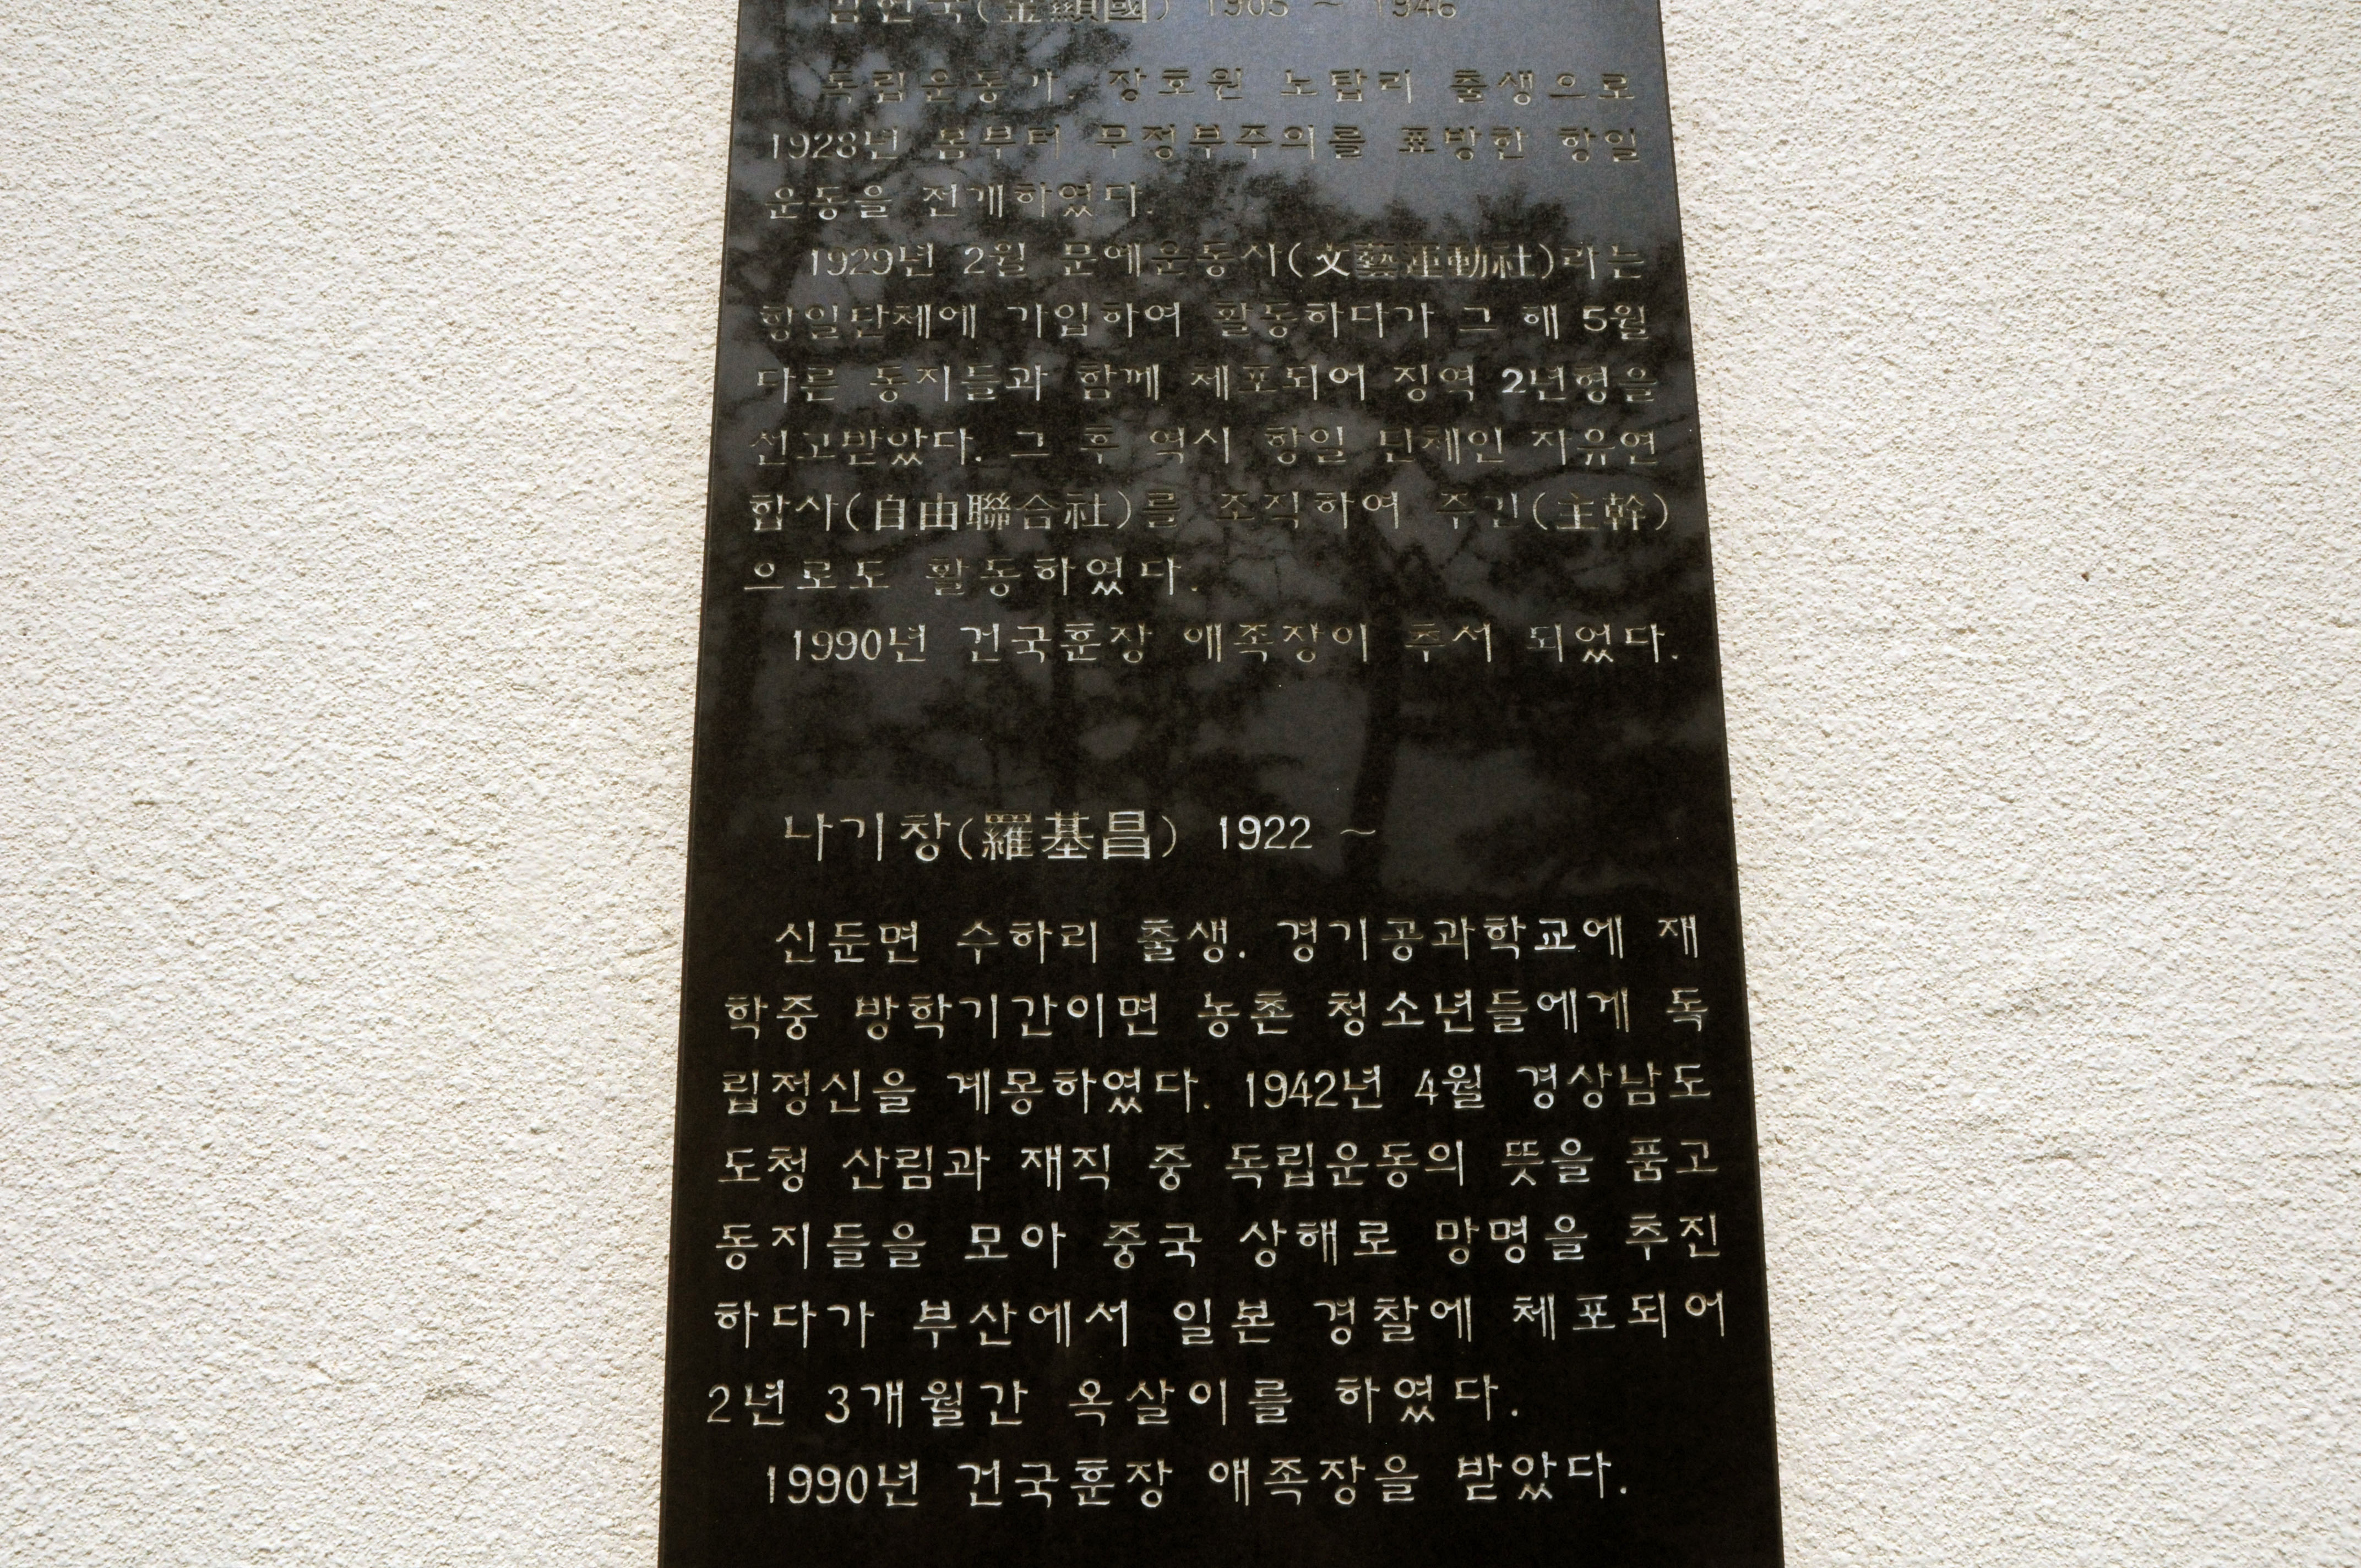 김현국(金顯國) 1905 ~ 1946
독립운동가 장호원 노탑리 출생으로
1928년 봄부터 무정부주의를 표방한 항일
운동을 전개하였다.
1929년 2월 문예운동사(文藝運動社)라는
항일단체에 가입하여 활동하다가 그 해 5월
다른 동지들과 함께 체포되어 징역 2년형을
선고받았다. 그 후 역시 항일 단체인 자유연
합사(自由聯合社)를 조직하여 주간(主幹)
으로도 활동하였다.
1990년 건국훈장 애족장이 추서 되었다.
나기창(羅基昌) 1922 ~
신둔면 수하리 출생. 경기공과학교에 재
학중 방학기간이면 농촌 청소년들에게 독
립정신을 계몽하였다. 1942년 4월 경상남도
도청 산림과 재직 중 독립운동의 뜻을 품고
동지들을 모아 중국 상해로 망명을 추진
하다가 부산에서 일본 경찰에 체포되어
2년 3개월간 옥살이를 하였다.
1990년 건국훈장 애족장을 받았다.